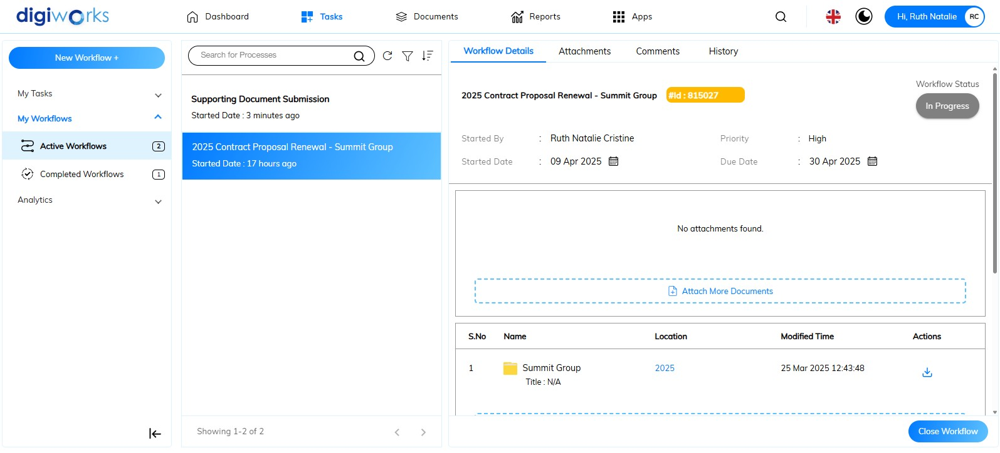 digiworks
Dashboard
Tasks
Documents
Reports
Apps
Hi, Ruth Natalie
RC
New Workflow +
My Tasks
My Workflows
Active Workflows
2
Completed Workflows
1
Analytics
Search for Processes
Supporting Document Submission
Started Date : 3 minutes ago
2025 Contract Proposal Renewal - Summit Group
Started Date : 17 hours ago
Showing 1-2 of 2
Workflow Details
Attachments
Comments
History
2025 Contract Proposal Renewal - Summit Group
#Id : 815027
Workflow Status
In Progress
Started By : Ruth Natalie Cristine
Priority : High
Started Date : 09 Apr 2025
Due Date : 30 Apr 2025
No attachments found.
Attach More Documents
S.No Name Location Modified Time Actions
1 Summit Group 2025 25 Mar 2025 12:43:48
Title : N/A
Close Workflow